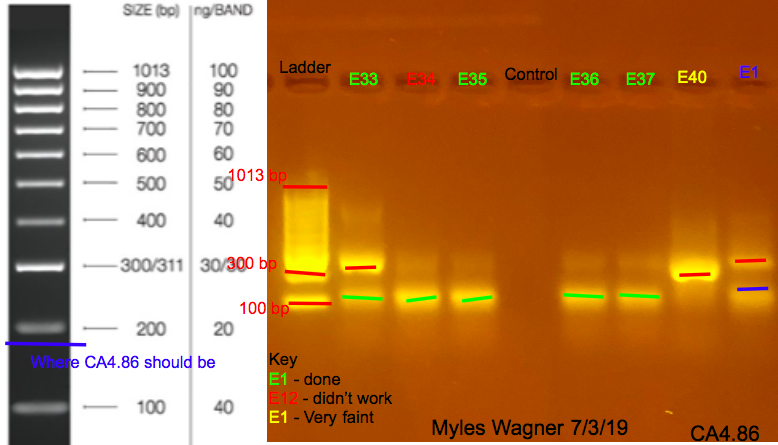 SIZE (bp) ng/BAND
1013 100
900 90
800 80
700 70
600 60
500 50
400 40
300/311 30/30
200 20
Where CA4.86 should be
100 40
Ladder E33 E34 E35 Control E36 E37 E40 E1
1013 bp
300 bp
100 bp
Key
E1 - done
E12 - didn't work
E1 - Very faint
Myles Wagner 7/3/19
CA4.86